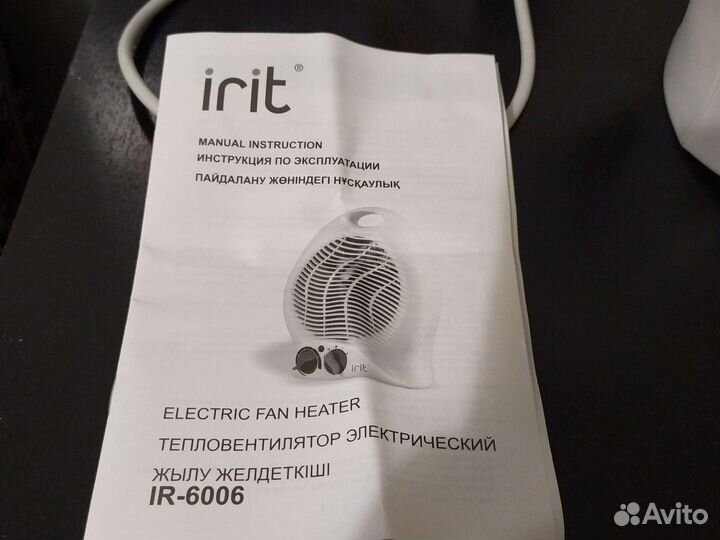 irit®
MANUAL INSTRUCTION
ИНСТРУКЦИЯ ПО ЭКСПЛУАТАЦИИ
ПАЙДАЛАНУ ЖӨНІНДЕГІ НҰСҚАУЛЫҚ
irit
ELECTRIC FAN HEATER
ТЕПЛОВЕНТИЛЯТОР ЭЛЕКТРИЧЕСКИЙ
ЖЫЛУ ЖЕЛДЕТКІШІ
IR-6006
Avito